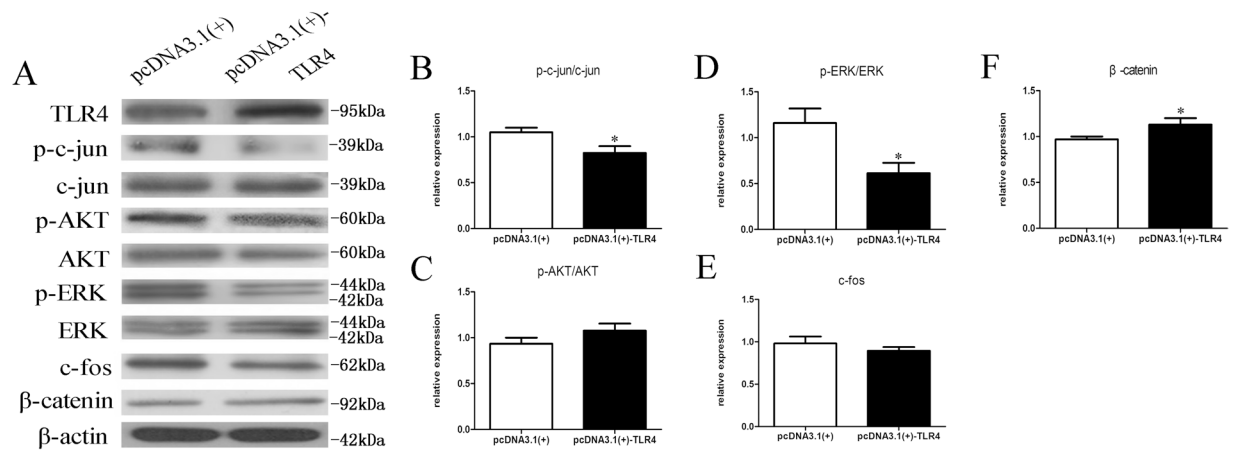 A
pcDNA3.1(+)
pcDNA3.1(+)-
TLR4
TLR4
-95kDa
p-c-jun
-39kDa
c-jun
-39kDa
p-AKT
-60kDa
AKT
-60kDa
p-ERK
-44kDa
-42kDa
ERK
-44kDa
-42kDa
c-fos
-62kDa
β-catenin
-92kDa
β-actin
-42kDa
B
p-c-jun/c-jun
relative expression
1.5
1.0
0.5
0.0
*
pcDNA3.1(+) pcDNA3.1(+)-TLR4
C
p-AKT/AKT
relative expression
1.5
1.0
0.5
0.0
pcDNA3.1(+) pcDNA3.1(+)-TLR4
D
p-ERK/ERK
relative expression
1.5
1.0
0.5
0.0
*
pcDNA3.1(+) pcDNA3.1(+)-TLR4
E
c-fos
relative expression
1.5
1.0
0.5
0.0
pcDNA3.1(+) pcDNA3.1(+)-TLR4
F
β -catenin
relative expression
1.5
1.0
0.5
0.0
*
pcDNA3.1(+) pcDNA3.1(+)-TLR4